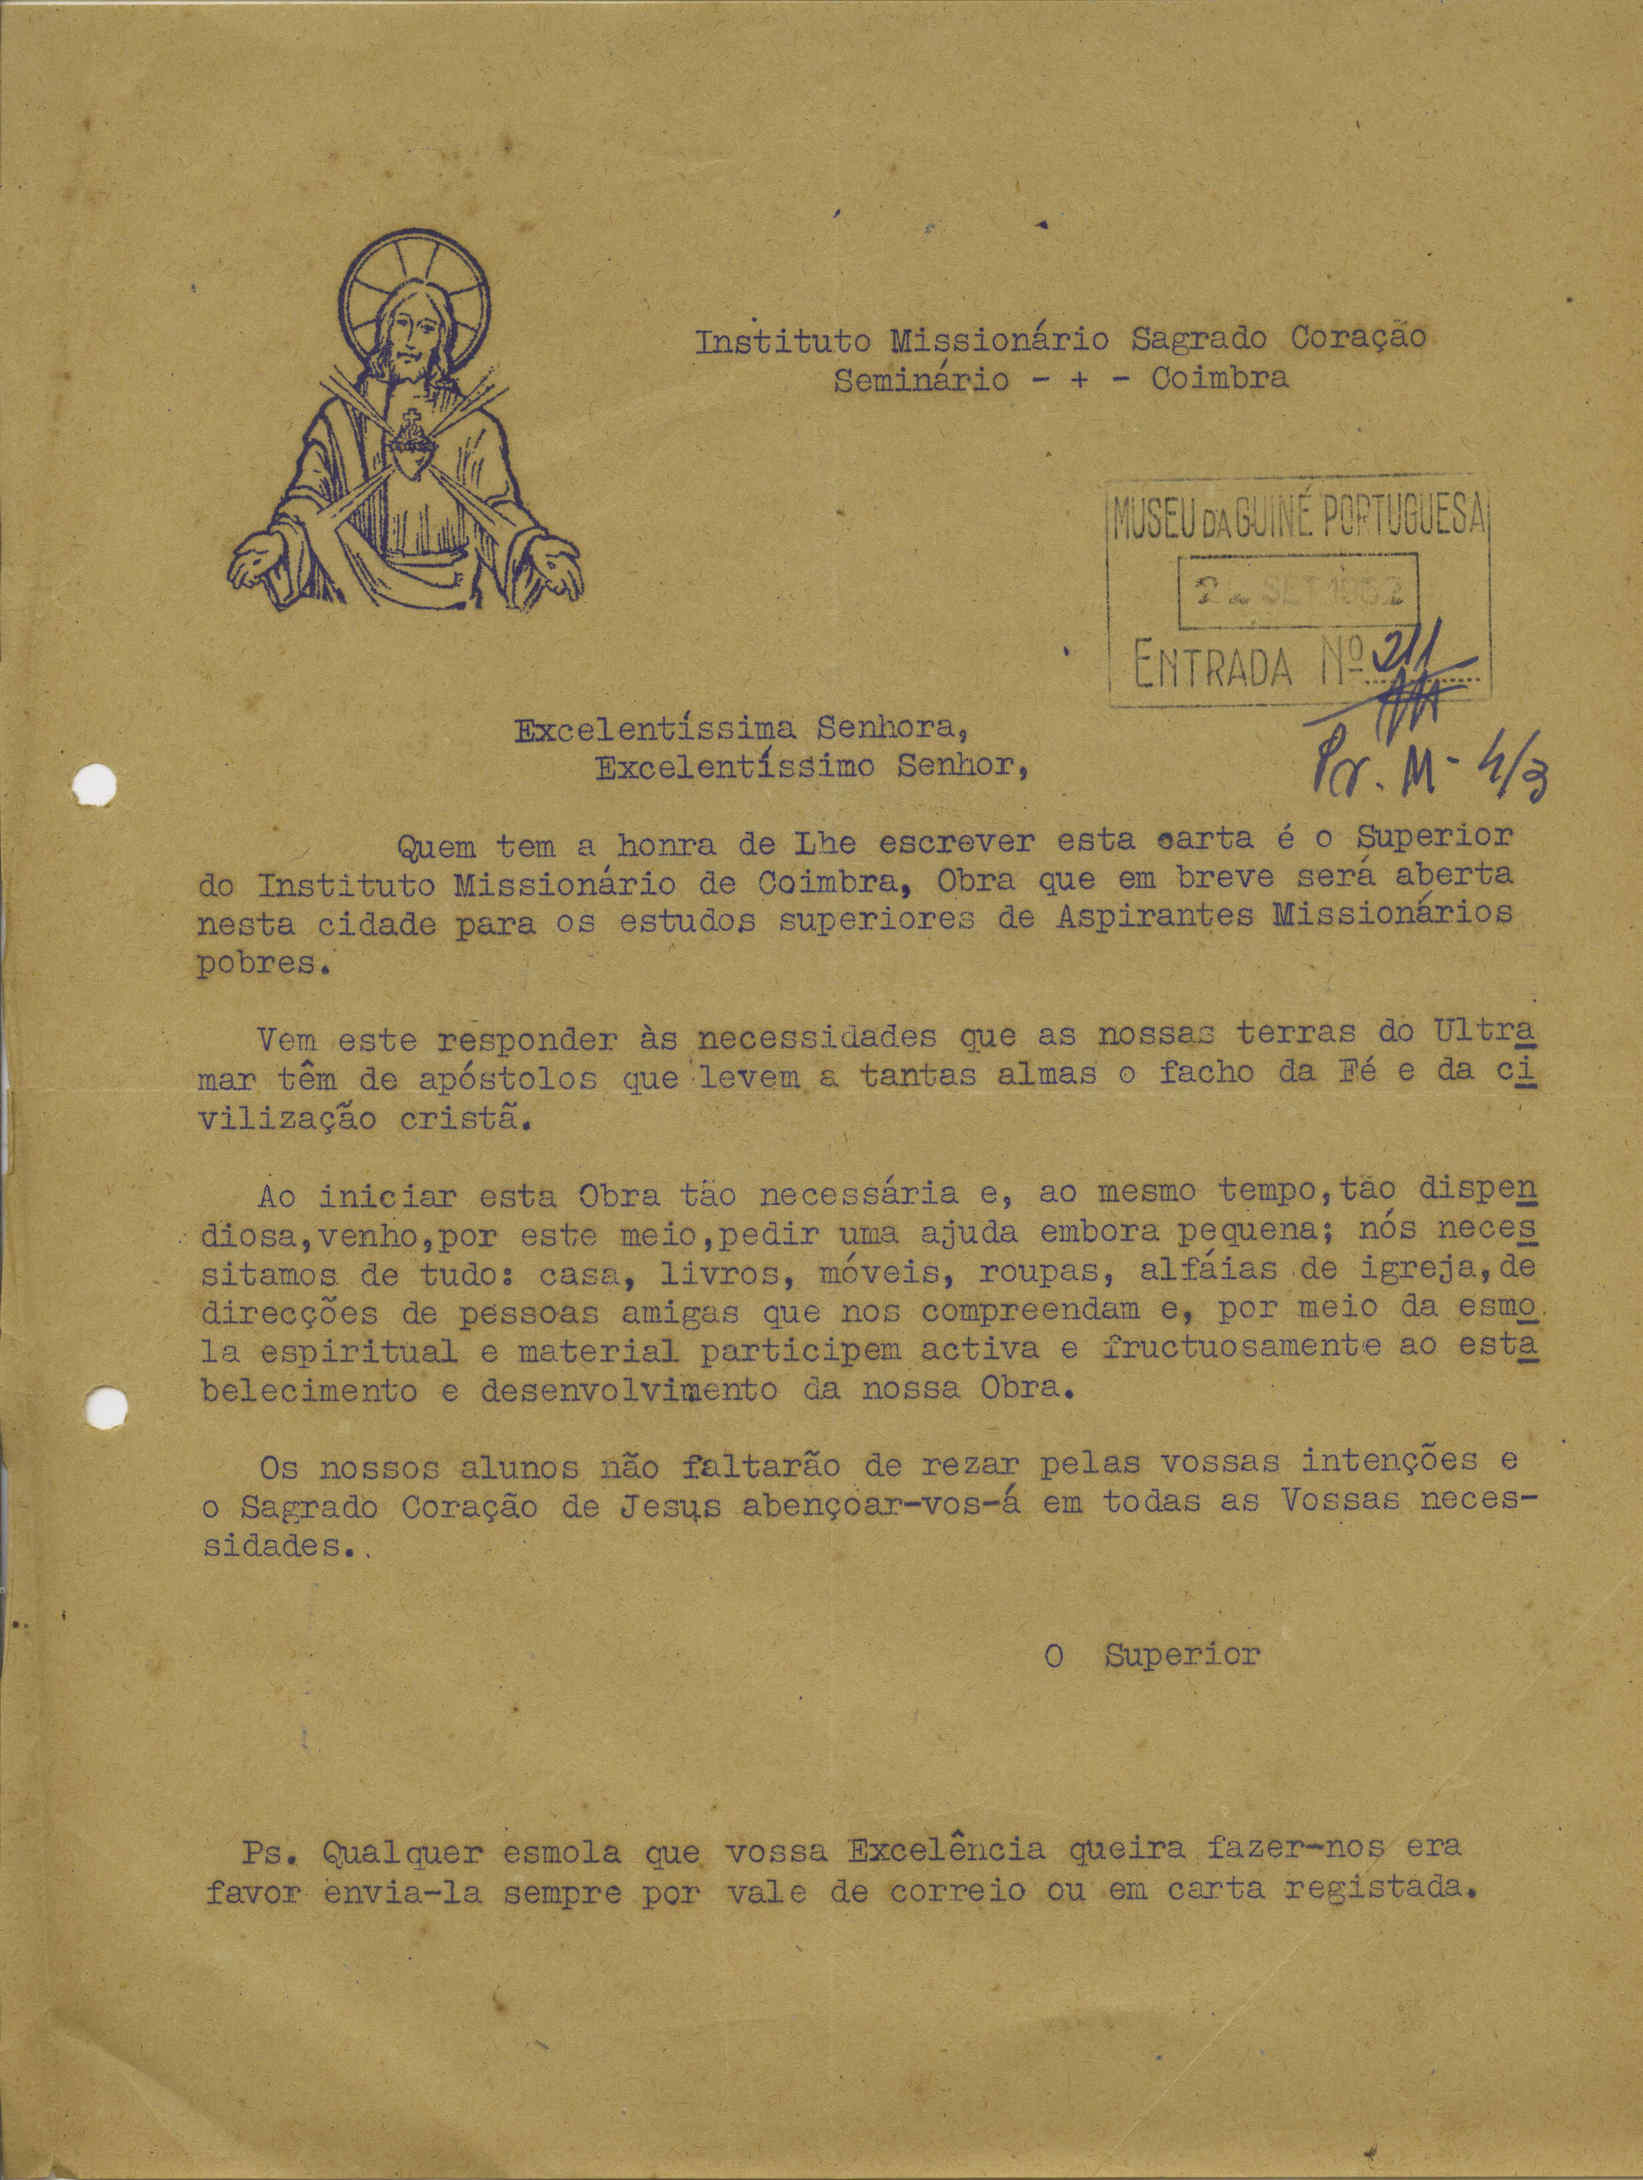 Instituto Missionário Sagrado Coração
Seminário - + - Coimbra
MUSEU DA GUINÉ PORTUGUESA
SET 1962
ENTRADA Nº 211
Pr. M - 4/3
Excelentíssima Senhora,
Excelentíssimo Senhor,
Quem tem a honra de Lhe escrever esta carta é o Superior
do Instituto Missionário de Coimbra, Obra que em breve será aberta
nesta cidade para os estudos superiores de Aspirantes Missionários
pobres.
Vem este responder às necessidades que as nossas terras do Ultra
mar têm de apóstolos que levem a tantas almas o facho da Fé e da ci
vilização cristã.
Ao iniciar esta Obra tão necessária e, ao mesmo tempo,tão dispen
diosa,venho,por este meio,pedir uma ajuda embora pequena; nós neces
sitamos de tudo: casa, livros, móveis, roupas, alfáias de igreja,de
direcções de pessoas amigas que nos compreendam e, por meio da esmo
la espiritual e material participem activa e fructuosamente ao esta
belecimento e desenvolvimento da nossa Obra.
Os nossos alunos não faltarão de rezar pelas vossas intenções e
o Sagrado Coração de Jesus abençoar-vos-á em todas as Vossas neces-
sidades..
O Superior
Ps. Qualquer esmola que vossa Excelência queira fazer-nos era
favor envia-la sempre por vale de correio ou em carta registada.